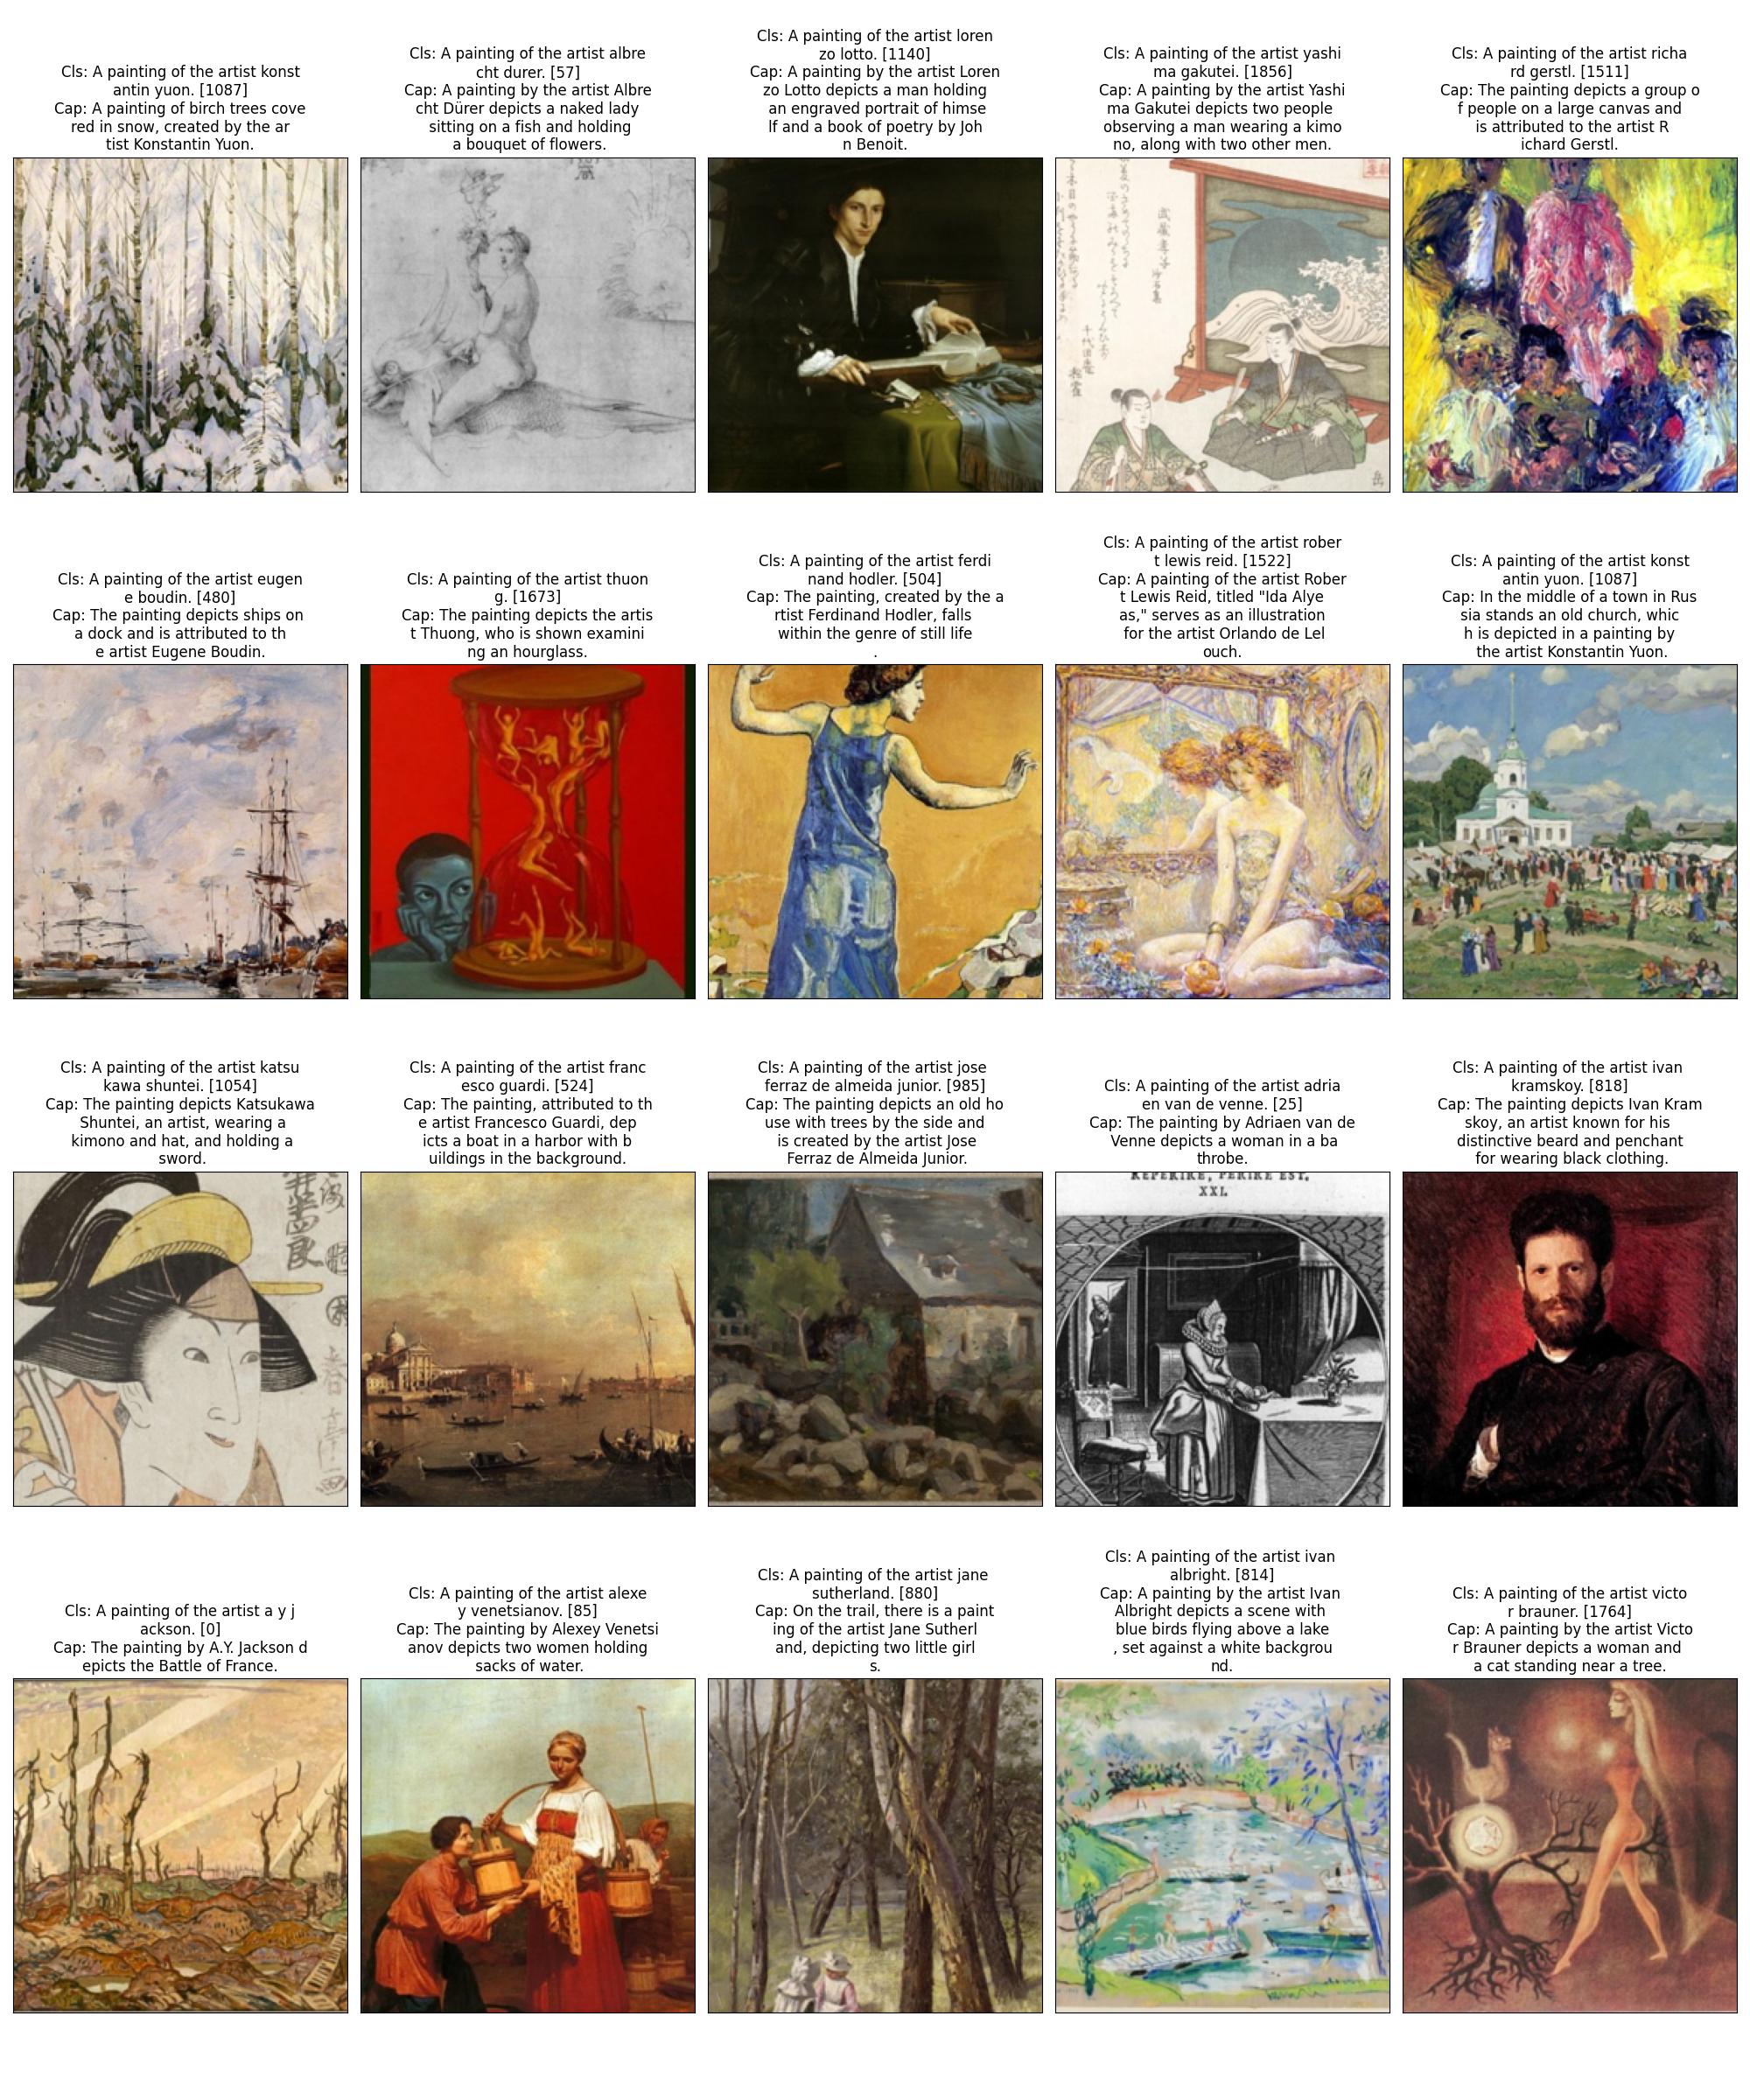 Cls: A painting of the artist konst
antin yuon. [1087]
Cap: A painting of birch trees cove
red in snow, created by the ar
tist Konstantin Yuon.
Cls: A painting of the artist albre
cht durer. [57]
Cap: A painting by the artist Albre
cht Dürer depicts a naked lady
sitting on a fish and holding
a bouquet of flowers.
Cls: A painting of the artist loren
zo lotto. [1140]
Cap: A painting by the artist Loren
zo Lotto depicts a man holding
an engraved portrait of himse
lf and a book of poetry by Joh
n Benoit.
Cls: A painting of the artist yashi
ma gakutei. [1856]
Cap: A painting by the artist Yashi
ma Gakutei depicts two people
observing a man wearing a kimo
no, along with two other men.
Cls: A painting of the artist richa
rd gerstl. [1511]
Cap: The painting depicts a group o
f people on a large canvas and
is attributed to the artist R
ichard Gerstl.
Cls: A painting of the artist eugen
e boudin. [480]
Cap: The painting depicts ships on
a dock and is attributed to th
e artist Eugene Boudin.
Cls: A painting of the artist thuon
g. [1673]
Cap: The painting depicts the artis
t Thuong, who is shown examini
ng an hourglass.
Cls: A painting of the artist ferdi
nand hodler. [504]
Cap: The painting, created by the a
rtist Ferdinand Hodler, falls
within the genre of still life
.
Cls: A painting of the artist rober
t lewis reid. [1522]
Cap: A painting of the artist Rober
t Lewis Reid, titled "Ida Alye
as," serves as an illustration
for the artist Orlando de Lel
ouch.
Cls: A painting of the artist konst
antin yuon. [1087]
Cap: In the middle of a town in Rus
sia stands an old church, whic
h is depicted in a painting by
the artist Konstantin Yuon.
Cls: A painting of the artist katsu
kawa shuntei. [1054]
Cap: The painting depicts Katsukawa
Shuntei, an artist, wearing a
kimono and hat, and holding a
sword.
Cls: A painting of the artist franc
esco guardi. [524]
Cap: The painting, attributed to th
e artist Francesco Guardi, dep
icts a boat in a harbor with b
uildings in the background.
Cls: A painting of the artist jose
ferraz de almeida junior. [985]
Cap: The painting depicts an old ho
use with trees by the side and
is created by the artist Jose
Ferraz de Almeida Junior.
Cls: A painting of the artist adria
en van de venne. [25]
Cap: The painting by Adriaen van de
Venne depicts a woman in a ba
throbe.
REPERIRE, PERIRE EST.
XXI.
Cls: A painting of the artist ivan
kramskoy. [818]
Cap: The painting depicts Ivan Kram
skoy, an artist known for his
distinctive beard and penchant
for wearing black clothing.
Cls: A painting of the artist a y j
ackson. [0]
Cap: The painting by A.Y. Jackson d
epicts the Battle of France.
Cls: A painting of the artist alexe
y venetsianov. [85]
Cap: The painting by Alexey Venetsi
anov depicts two women holding
sacks of water.
Cls: A painting of the artist jane
sutherland. [880]
Cap: On the trail, there is a paint
ing of the artist Jane Sutherl
and, depicting two little girl
s.
Cls: A painting of the artist ivan
albright. [814]
Cap: A painting by the artist Ivan
Albright depicts a scene with
blue birds flying above a lake
, set against a white backgrou
nd.
Cls: A painting of the artist victo
r brauner. [1764]
Cap: A painting by the artist Victo
r Brauner depicts a woman and
a cat standing near a tree.